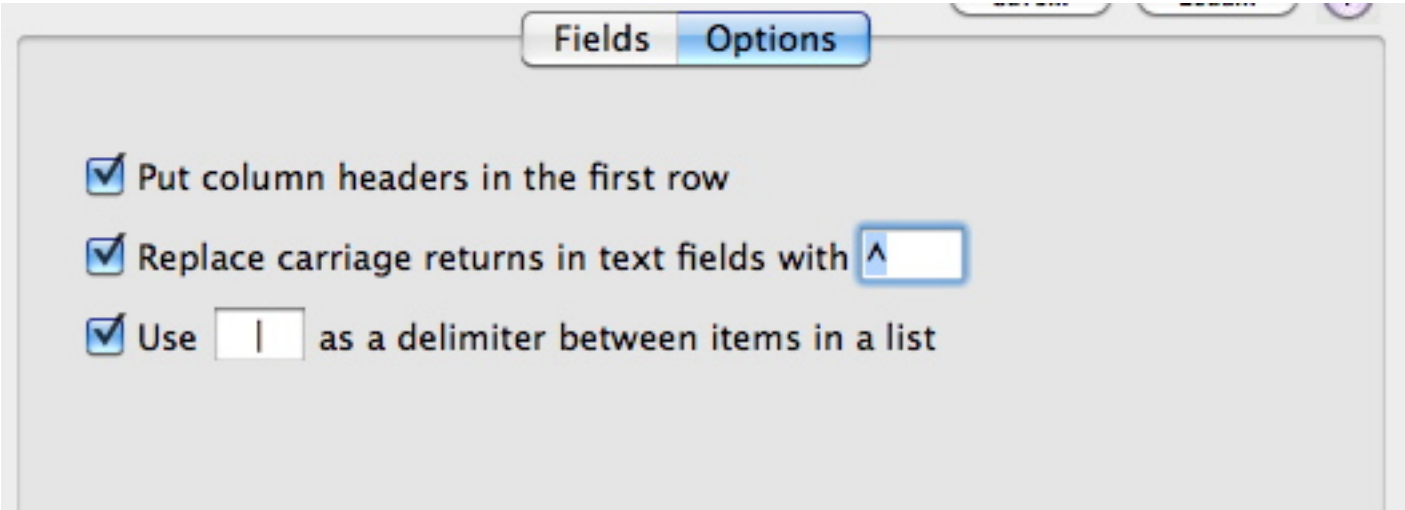 Fields Options
Put column headers in the first row
Replace carriage returns in text fields with ^
Use | as a delimiter between items in a list